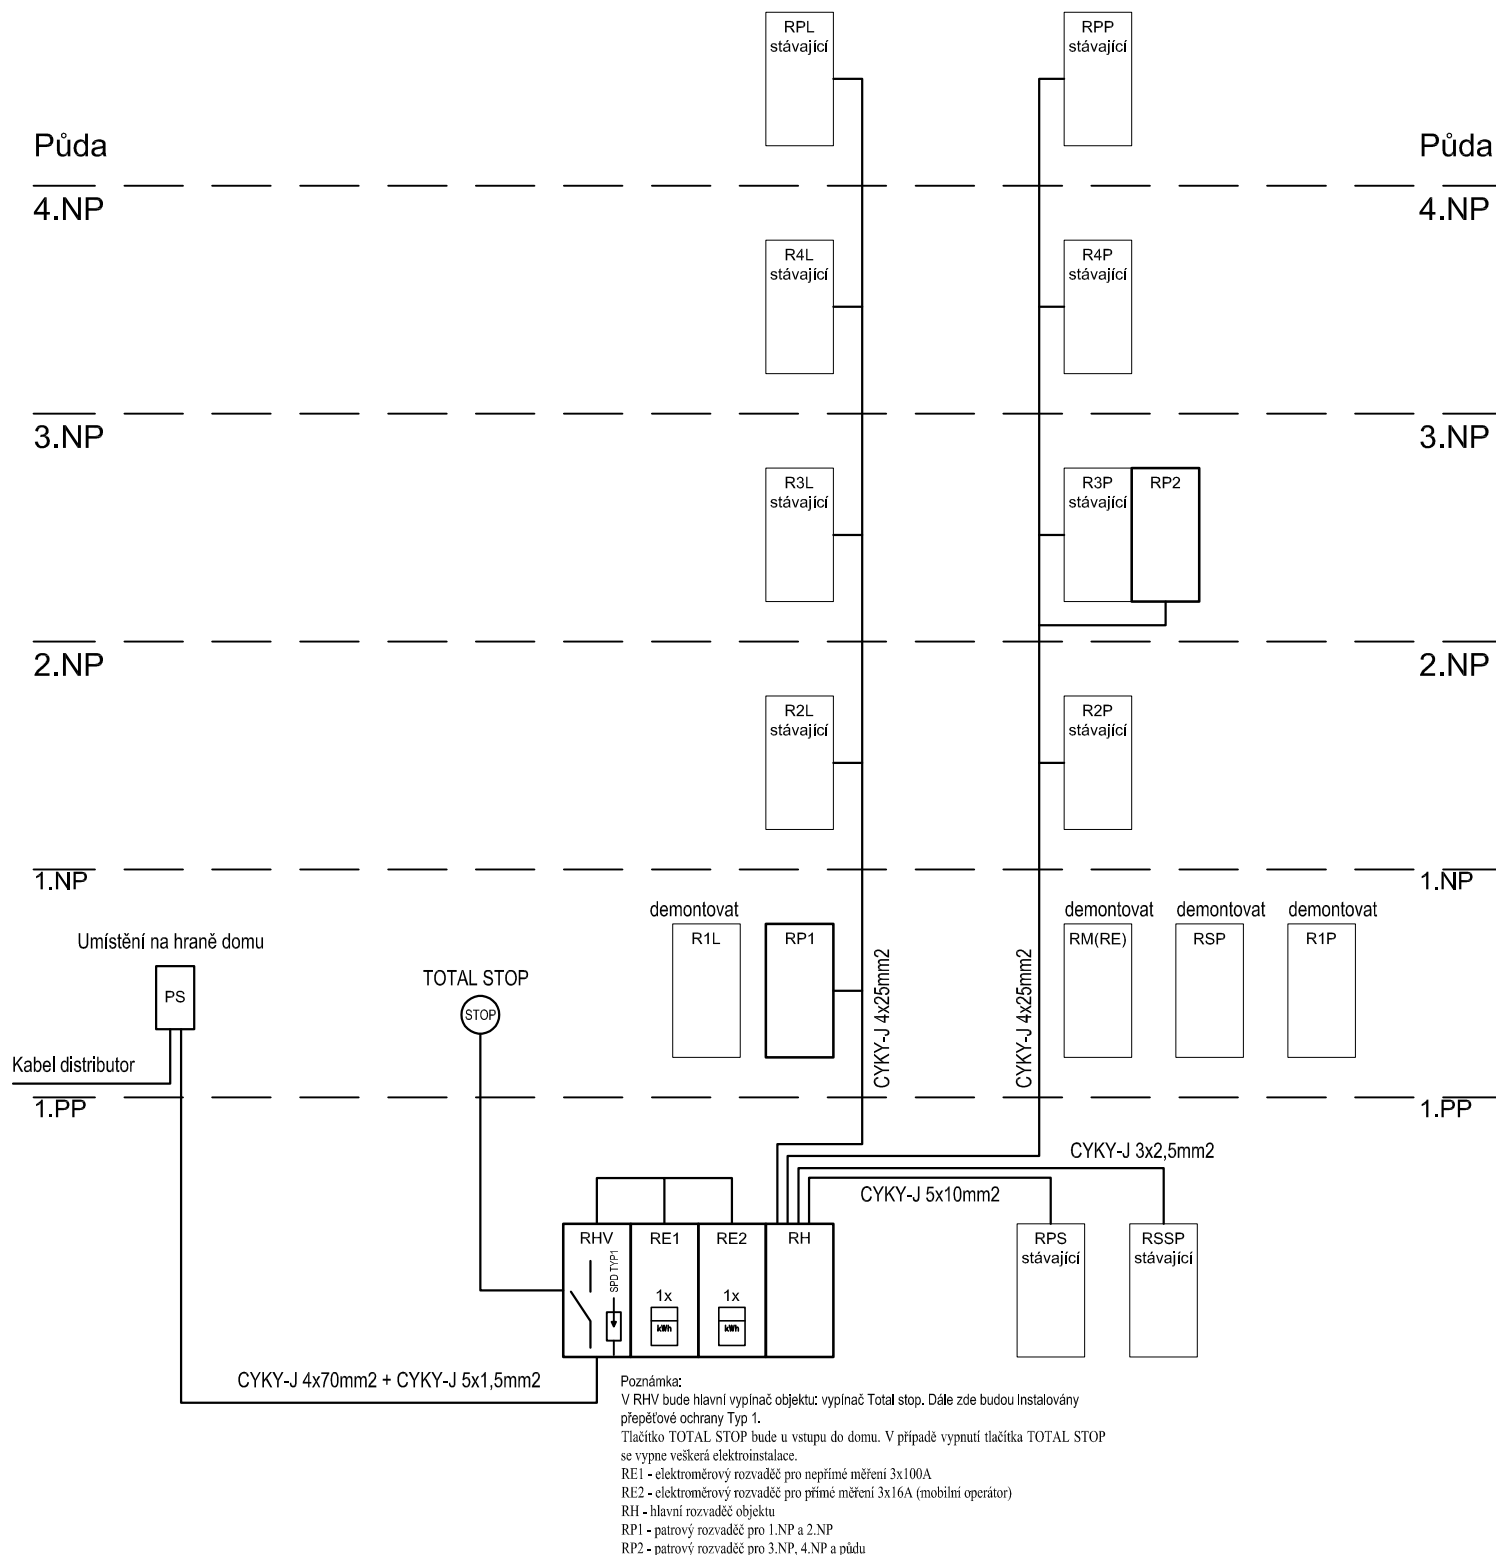 RPL
stávající
RPP
stávající
Půda
Půda
4.NP
4.NP
R4L
stávající
R4P
stávající
3.NP
3.NP
R3L
stávající
R3P
stávající
RP2
2.NP
2.NP
R2L
stávající
R2P
stávající
1.NP
1.NP
demontovat
R1L
RP1
demontovat
RM(RE)
demontovat
RSP
demontovat
R1P
Umístění na hraně domu
PS
TOTAL STOP
STOP
CYKY-J 4x25mm2
CYKY-J 4x25mm2
Kabel distributor
1.PP
1.PP
CYKY-J 3x2,5mm2
CYKY-J 5x10mm2
RHV
SPD TYP1
RE1
1x
kWh
RE2
1x
kWh
RH
RPS
stávající
RSSP
stávající
CYKY-J 4x70mm2 + CYKY-J 5x1,5mm2
Poznámka:
V RHV bude hlavní vypínač objektu: vypínač Total stop. Dále zde budou Instalovány
přepěťové ochrany Typ 1.
Tlačítko TOTAL STOP bude u vstupu do domu. V případě vypnutí tlačítka TOTAL STOP
se vypne veškerá elektroinstalace.
RE1 - elektroměrový rozvaděč pro nepřímé měření 3x100A
RE2 - elektroměrový rozvaděč pro přímé měření 3x16A (mobilní operátor)
RH - hlavní rozvaděč objektu
RP1 - patrový rozvaděč pro 1.NP a 2.NP
RP2 - patrový rozvaděč pro 3.NP, 4.NP a půdu